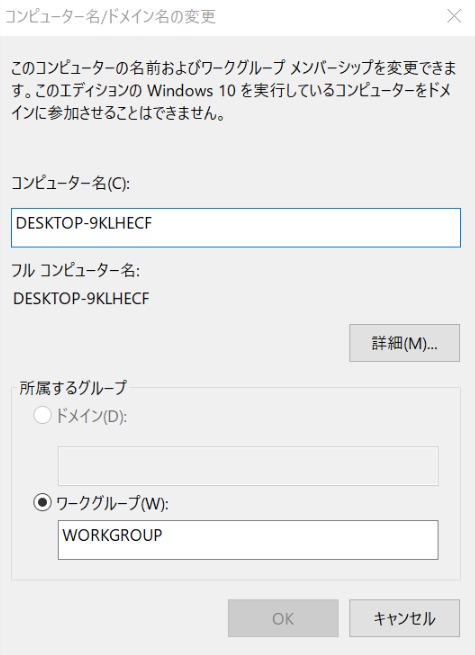 コンピューター名/ドメイン名の変更
このコンピューターの名前およびワークグループ メンバーシップを変更できま
す。このエディションの Windows 10 を実行しているコンピューターをドメ
インに参加させることはできません。
コンピューター名(C):
DESKTOP-9KLHECF
フル コンピューター名:
DESKTOP-9KLHECF
詳細(M)...
所属するグループ
ドメイン(D):
ワークグループ(W):
WORKGROUP
OK キャンセル